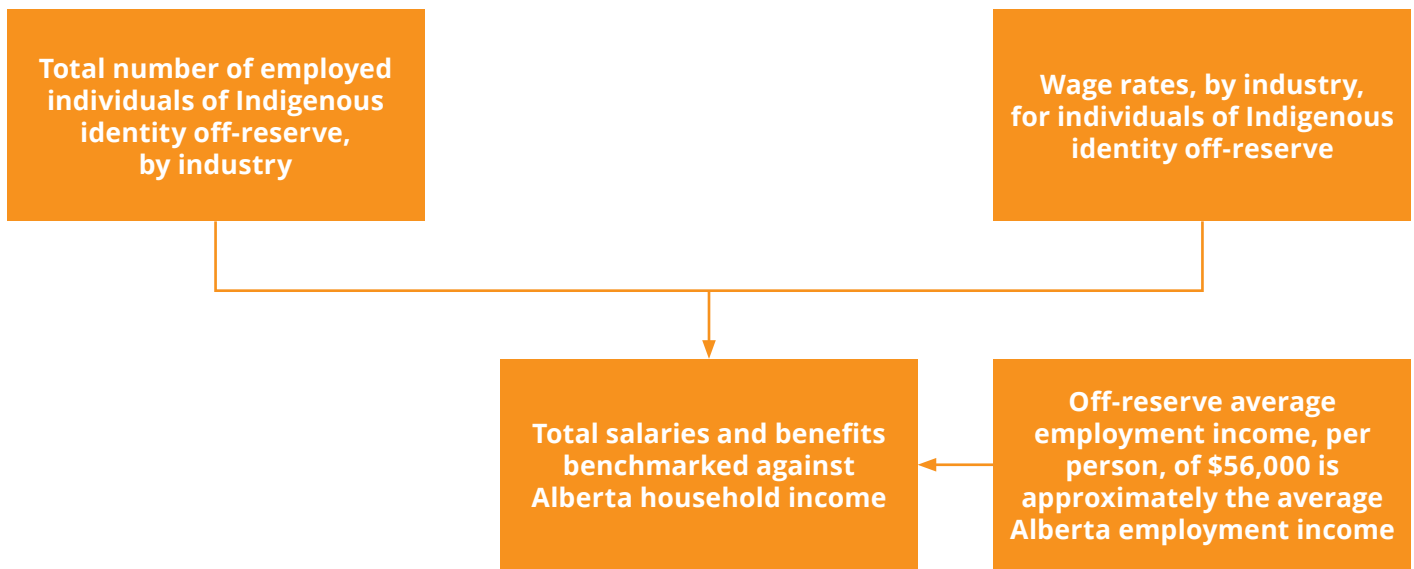 Total number of employed
individuals of Indigenous
identity off-reserve,
by industry
Wage rates, by industry,
for individuals of Indigenous
identity off-reserve
Total salaries and benefits
benchmarked against
Alberta household income
Off-reserve average
employment income, per
person, of $56,000 is
approximately the average
Alberta employment income